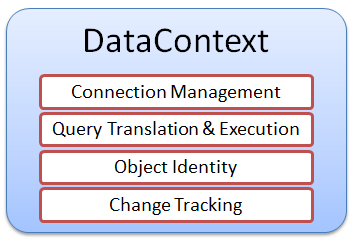 DataContext
Connection Management
Query Translation & Execution
Object Identity
Change Tracking